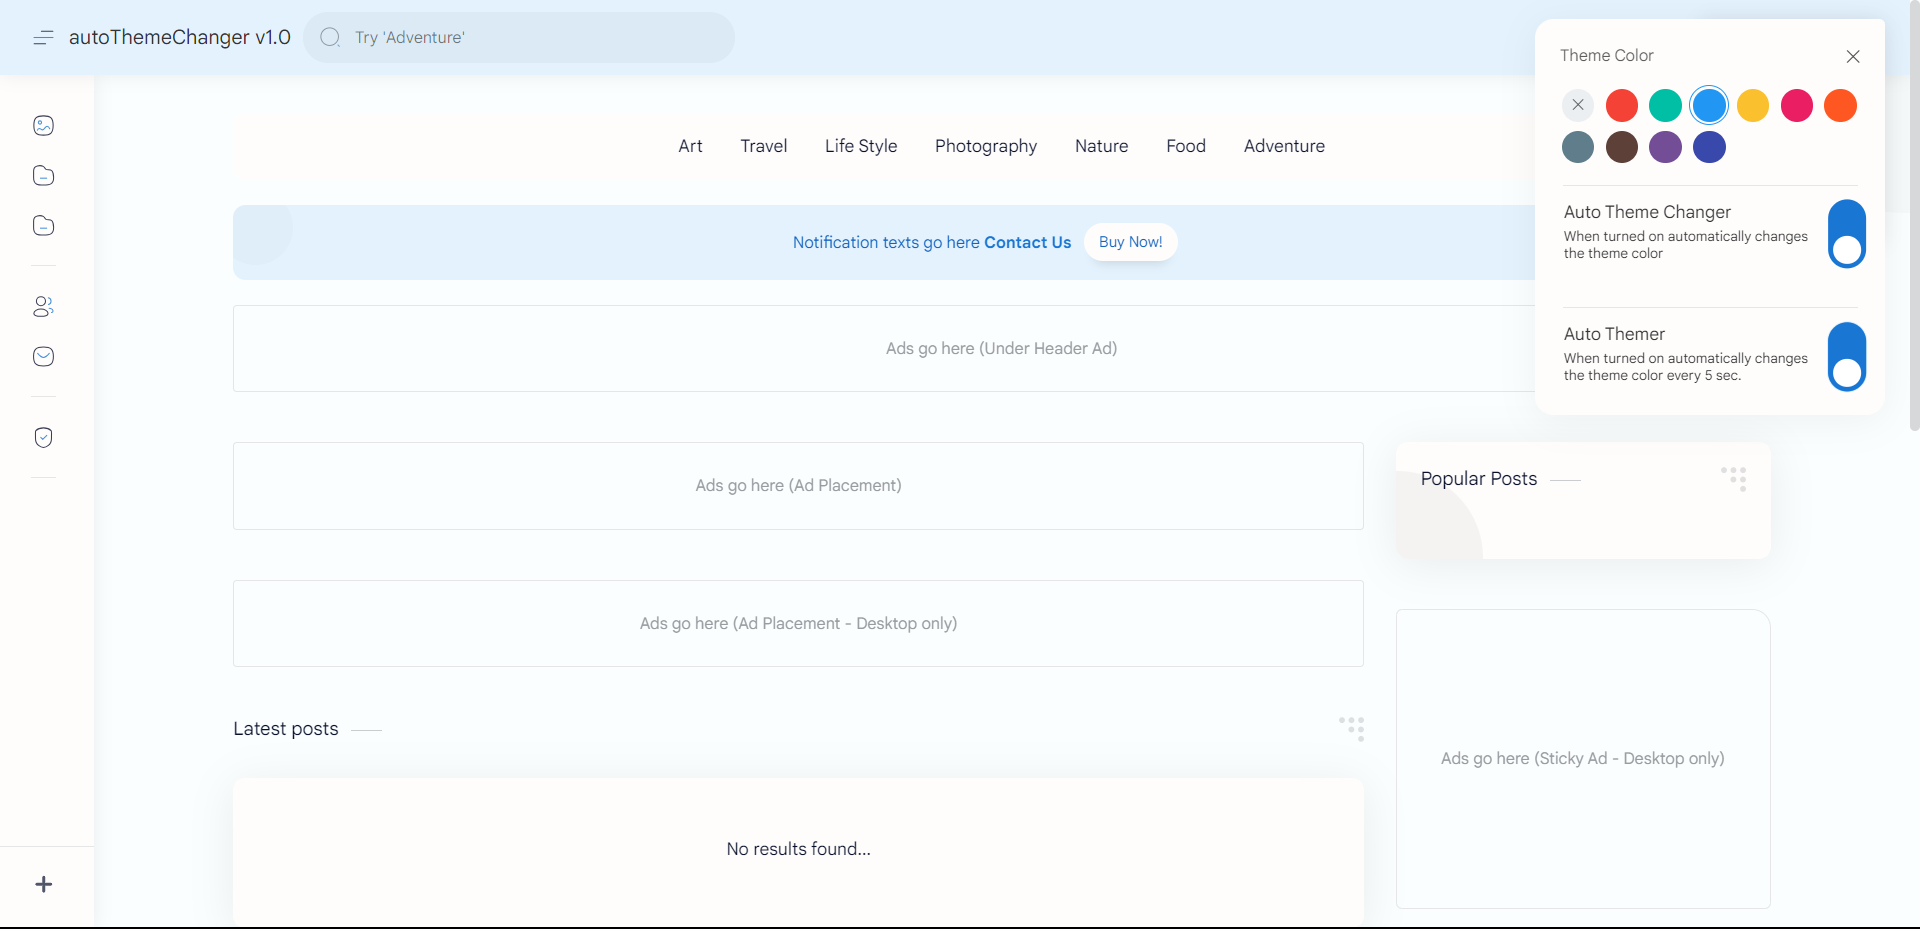 autoThemeChanger v1.0
Try 'Adventure'
Theme Color
Art Travel Life Style Photography Nature Food Adventure
Auto Theme Changer
When turned on automatically changes
the theme color
Notification texts go here Contact Us Buy Now!
Auto Themer
When turned on automatically changes
the theme color every 5 sec.
Ads go here (Under Header Ad)
Ads go here (Ad Placement)
Popular Posts
Ads go here (Ad Placement - Desktop only)
Latest posts
Ads go here (Sticky Ad - Desktop only)
No results found...